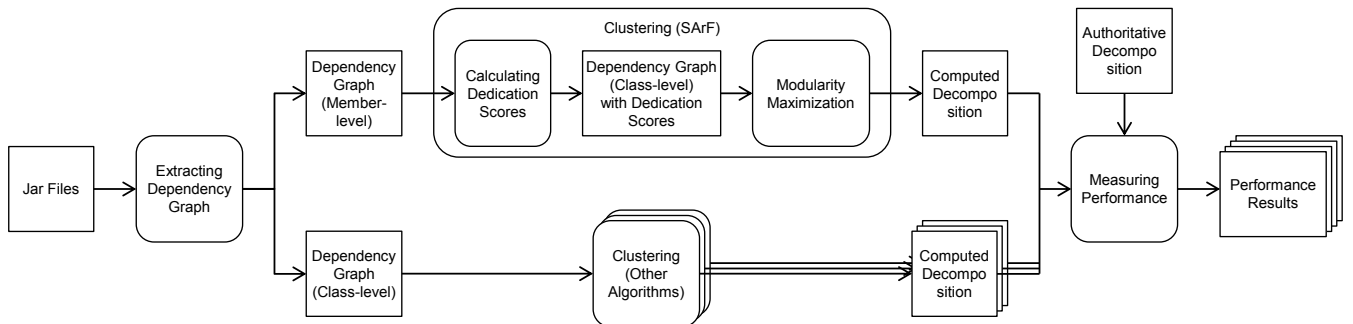 Jar Files
Extracting
Dependency
Graph
Dependency
Graph
(Member-
level)
Clustering (SArF)
Calculating
Dedication
Scores
Dependency Graph
(Class-level)
with Dedication
Scores
Modularity
Maximization
Computed
Decompo
sition
Dependency
Graph
(Class-level)
Clustering
(Other
Algorithms)
Computed
Decompo
sition
Authoritative
Decompo
sition
Measuring
Performance
Performance
Results